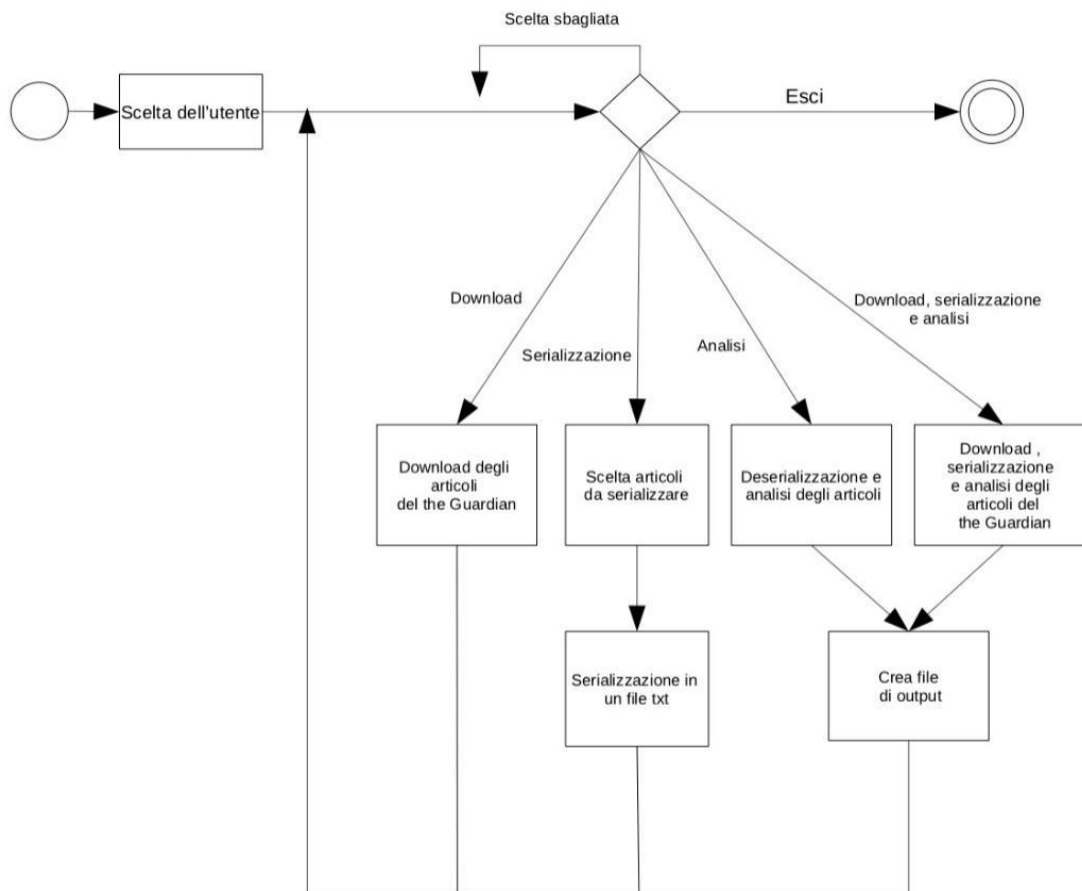 Scelta sbagliata
Scelta dell'utente
Esci
Download
Serializzazione
Analisi
Download, serializzazione
e analisi
Download degli
articoli
del the Guardian
Scelta articoli
da serializzare
Deserializzazione e
analisi degli articoli
Download ,
serializzazione
e analisi degli
articoli del
the Guardian
Serializzazione in
un file txt
Crea file
di output